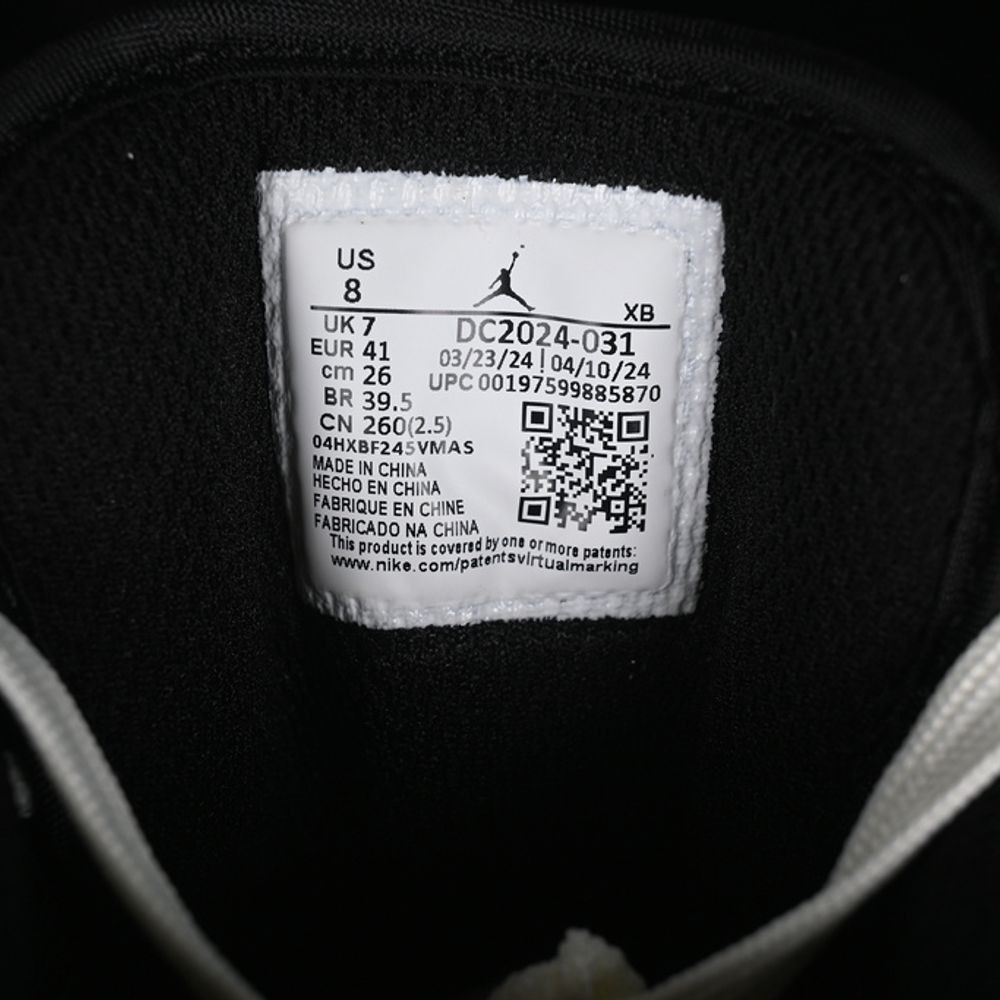 US
8
XB
UK 7
EUR 41
cm 26
BR 39.5
CN 260(2.5)
DC2024-031
03/23/24 | 04/10/24
UPC 00197599885870
04HXBF245VMAS
MADE IN CHINA
HECHO EN CHINA
FABRIQUE EN CHINE
FABRICADO NA CHINA
This product is covered by one or more patents:
www.nike.com/patentsvirtualmarking